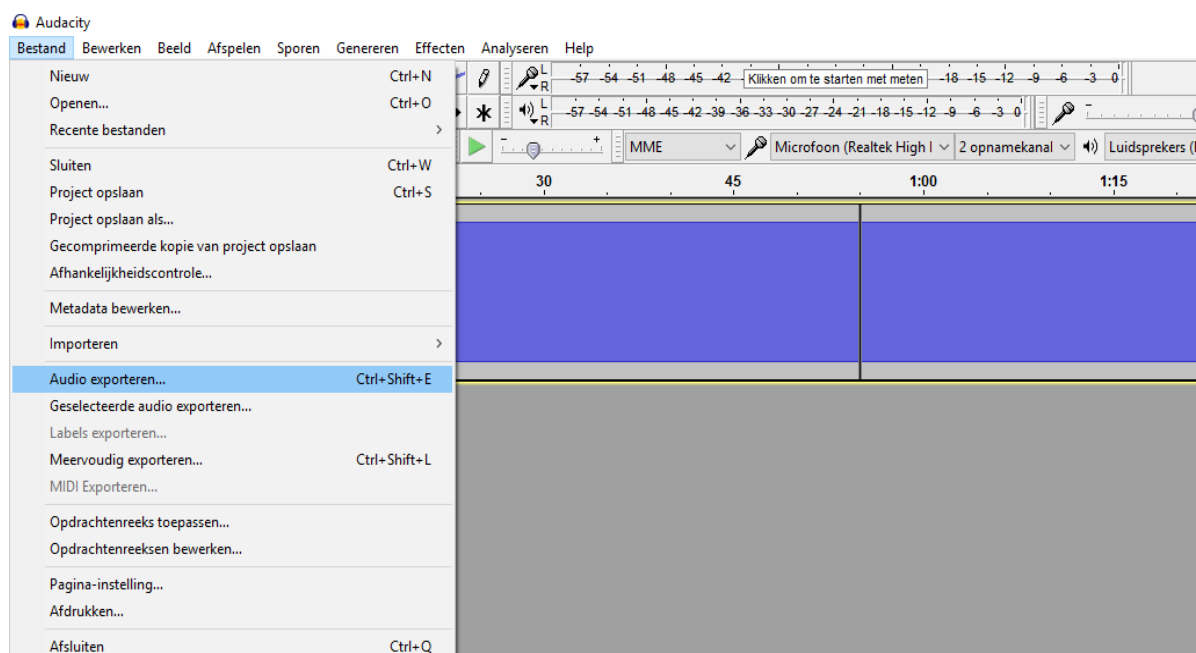 Audacity
Bestand Bewerken Beeld Afspelen Sporen Genereren Effecten Analyseren Help
Nieuw Ctrl+N
Openen... Ctrl+O
Recente bestanden
Sluiten Ctrl+W
Project opslaan Ctrl+S
Project opslaan als...
Gecomprimeerde kopie van project opslaan
Afhankelijkheidscontrole...
Metadata bewerken...
Importeren
Audio exporteren... Ctrl+Shift+E
Geselecteerde audio exporteren...
Labels exporteren...
Meervoudig exporteren... Ctrl+Shift+L
MIDI Exporteren...
Opdrachtenreeks toepassen...
Opdrachtenreeksen bewerken...
Pagina-instelling...
Afdrukken...
Afsluiten Ctrl+Q
L
R
-57 -54 -51 -48 -45 -42 Klikken om te starten met meten -18 -15 -12 -9 -6 -3 0
L
R
-57 -54 -51 -48 -45 -42 -39 -36 -33 -30 -27 -24 -21 -18 -15 -12 -9 -6 -3 0
- +
MME Microfoon (Realtek High 2 opnamekanal Luidsprekers (
30 45 1:00 1:15